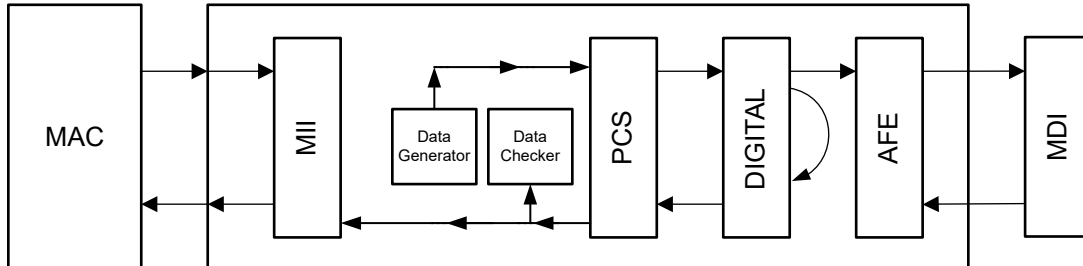 MAC
MII
Data
Generator
Data
Checker
PCS
DIGITAL
AFE
MDI